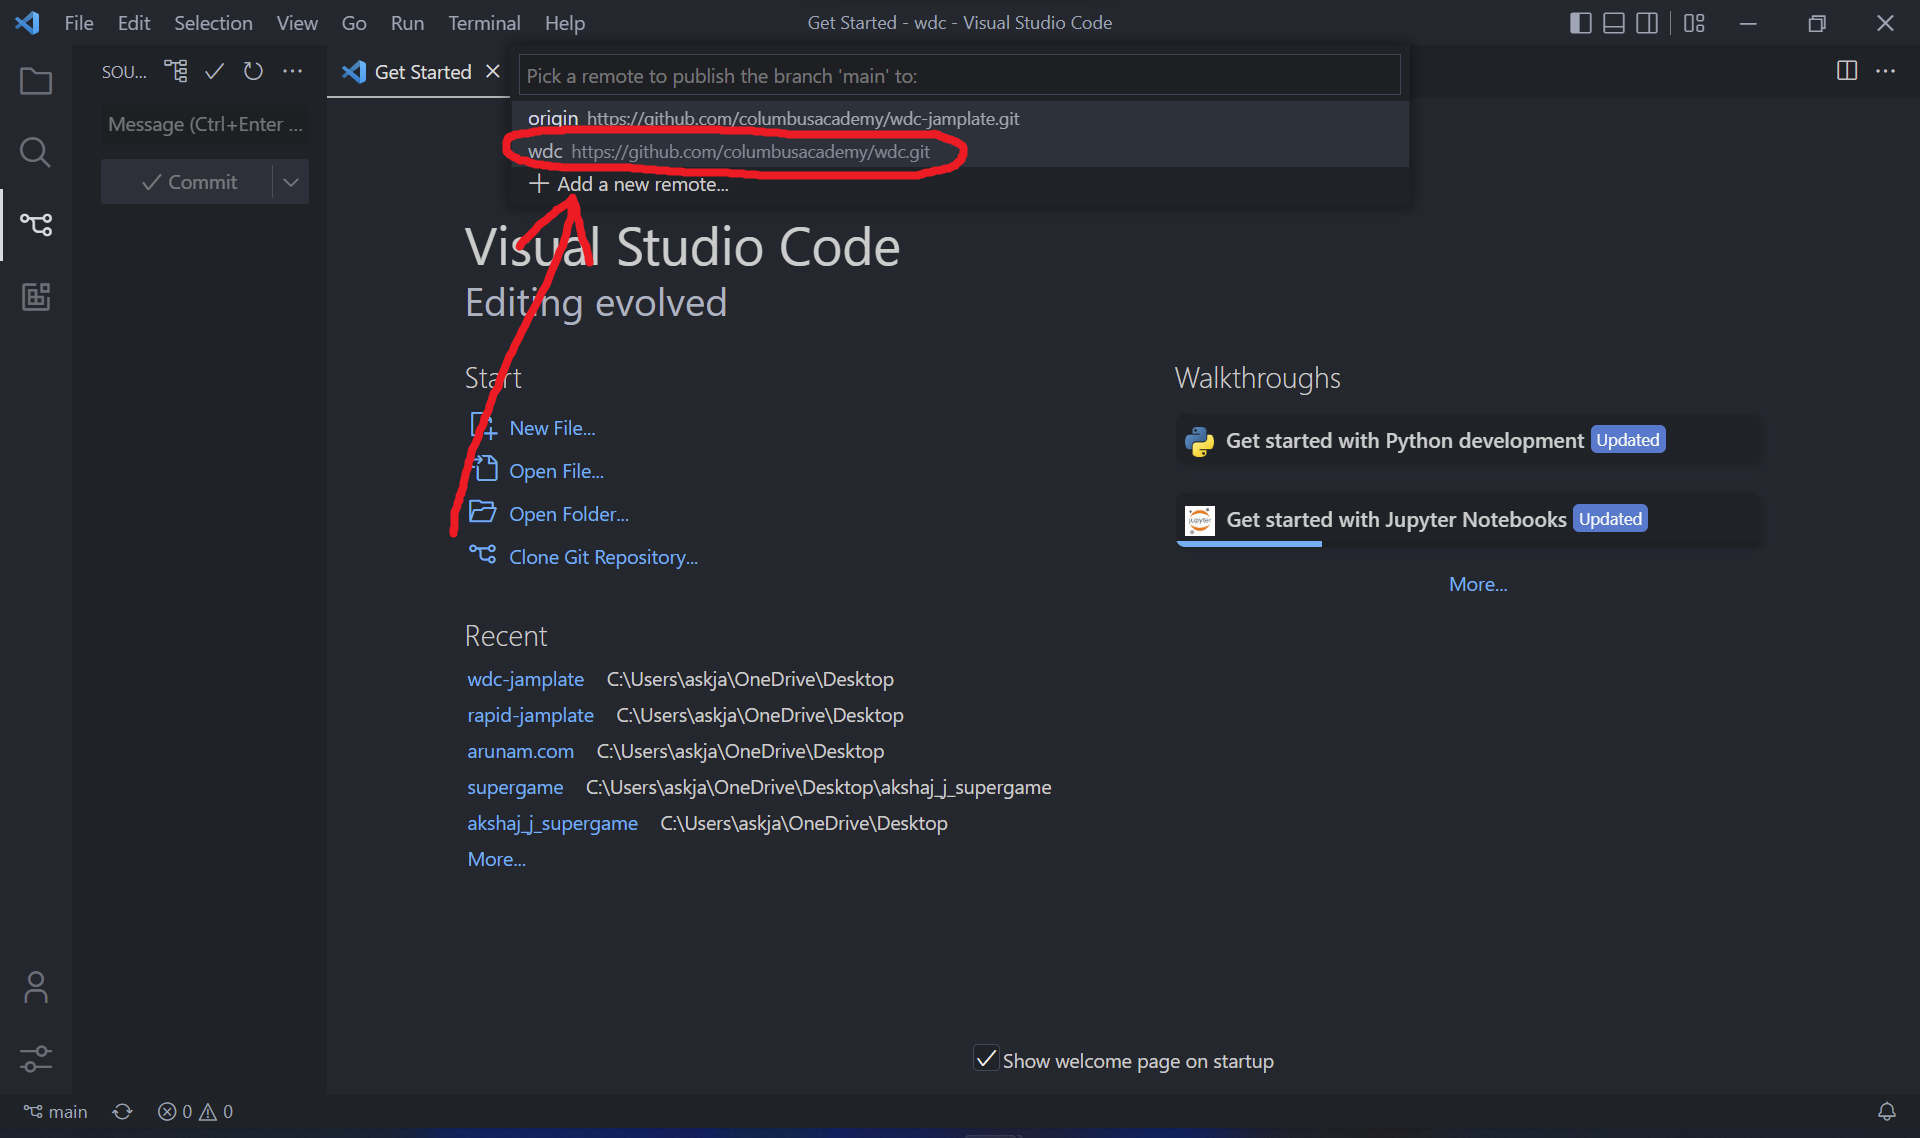 File Edit Selection View Go Run Terminal Help
Get Started - wdc - Visual Studio Code
SOU...
Get Started
Pick a remote to publish the branch 'main' to:
origin https://github.com/columbusacademy/wdc-jamplate.git
wdc https://github.com/columbusacademy/wdc.git
Add a new remote...
Message (Ctrl+Enter ...
Commit
Visual Studio Code
Editing evolved
Start
New File...
Open File...
Open Folder...
Clone Git Repository...
Walkthroughs
Get started with Python development Updated
jupyter
Get started with Jupyter Notebooks Updated
More...
Recent
wdc-jamplate C:\Users\askja\OneDrive\Desktop
rapid-jamplate C:\Users\askja\OneDrive\Desktop
arunam.com C:\Users\askja\OneDrive\Desktop
supergame C:\Users\askja\OneDrive\Desktop\akshaj_j_supergame
akshaj_j_supergame C:\Users\askja\OneDrive\Desktop
More...
Show welcome page on startup
main 0 0